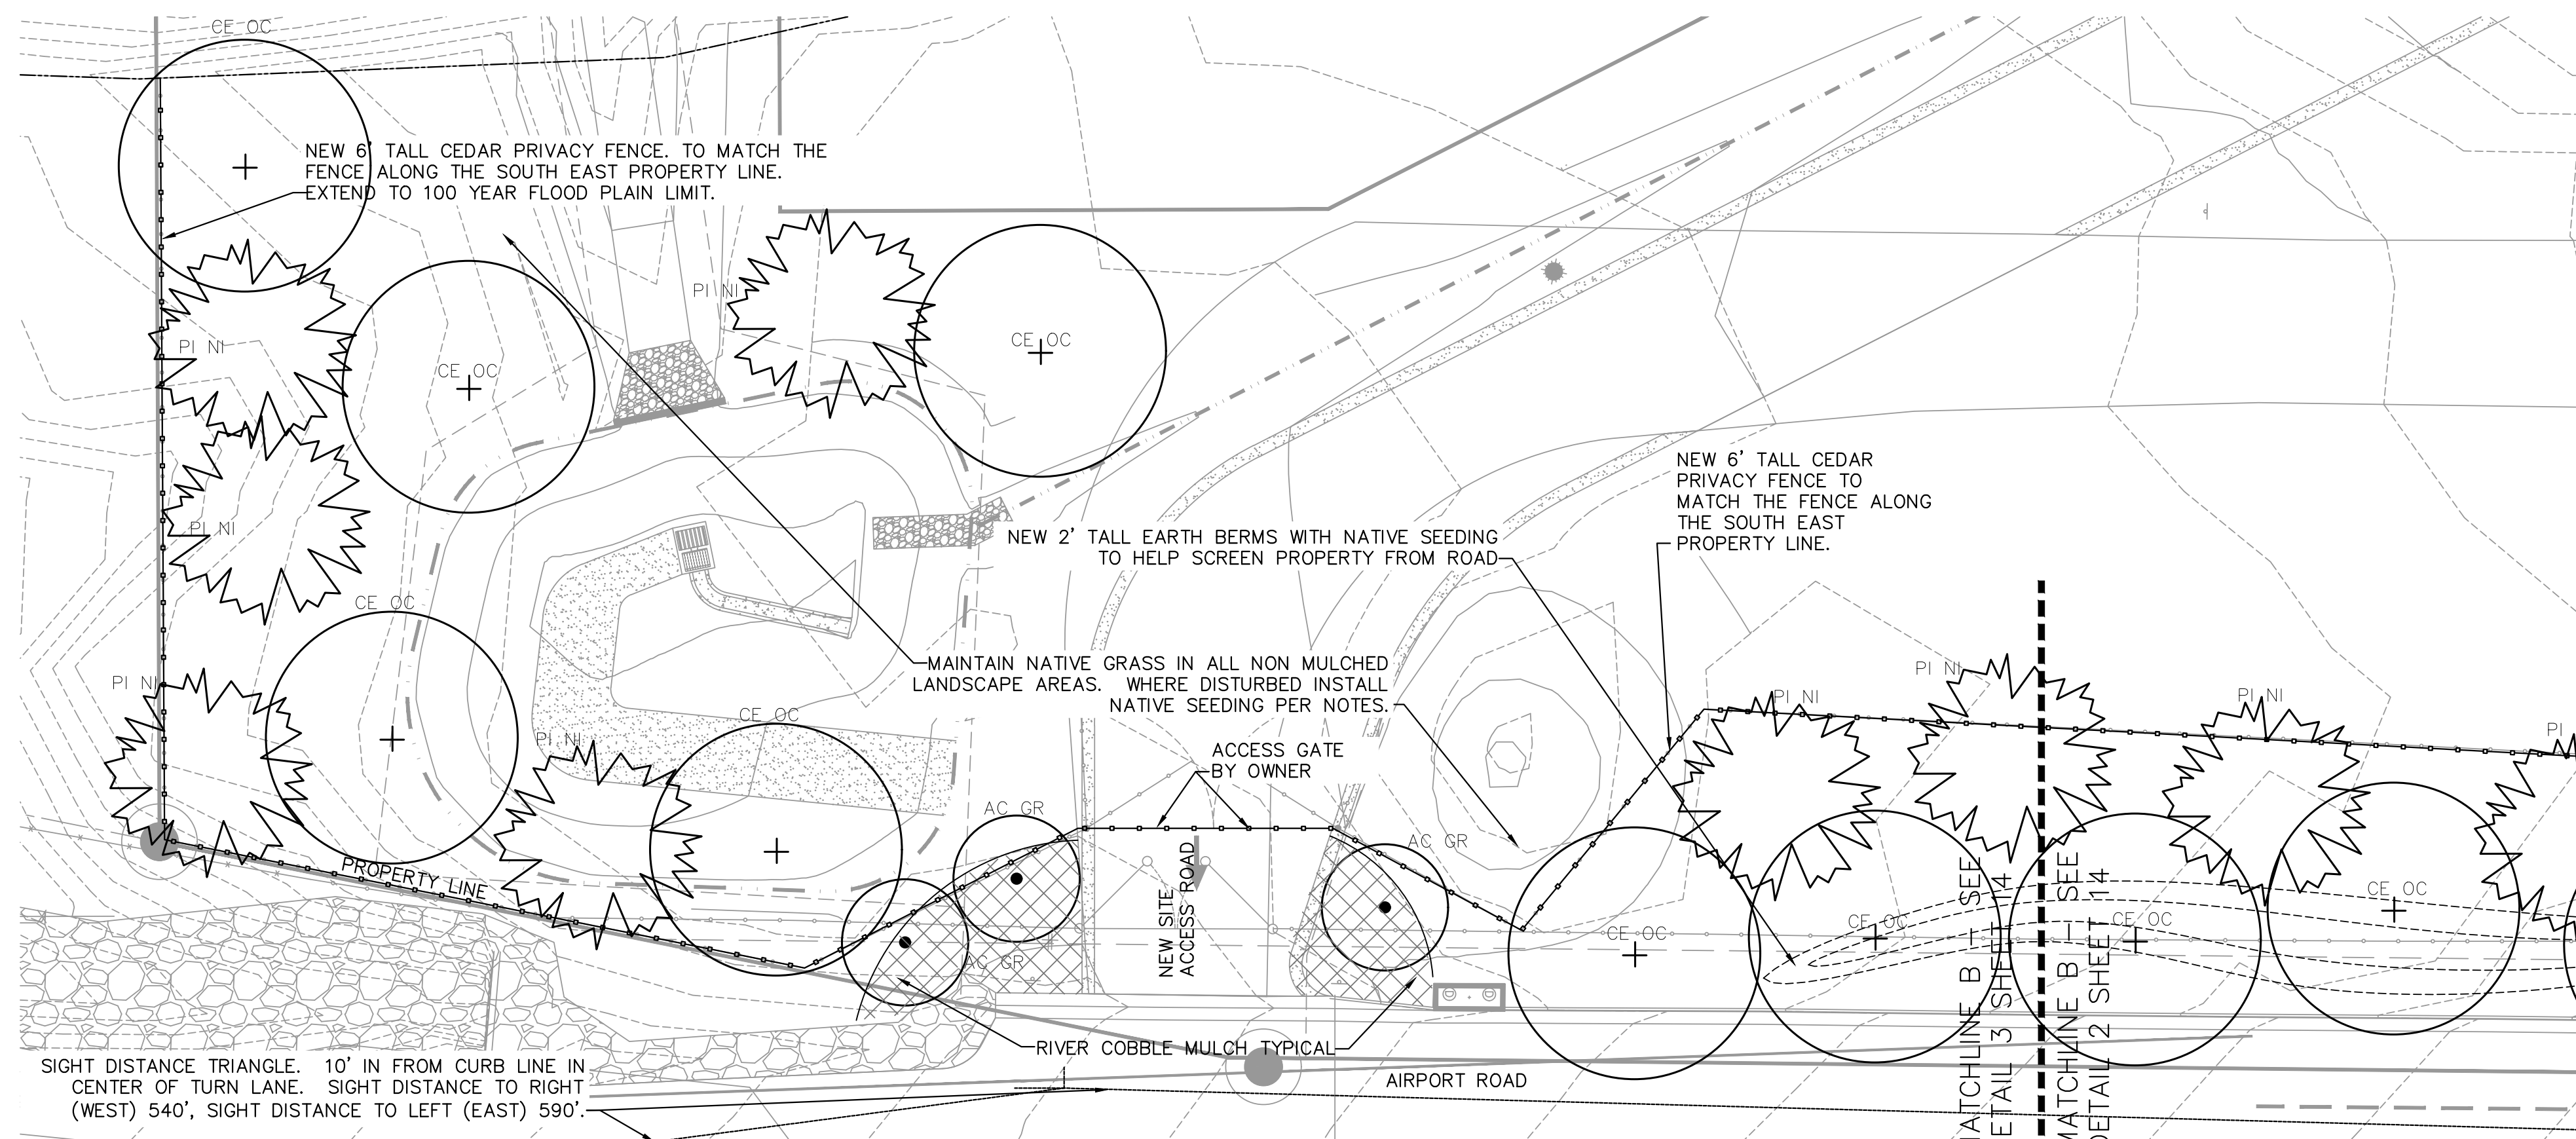 CE OC
NEW 6' TALL CEDAR PRIVACY FENCE. TO MATCH THE
FENCE ALONG THE SOUTH EAST PROPERTY LINE.
EXTEND TO 100 YEAR FLOOD PLAIN LIMIT.
PI NI
CE OC
PI NI
CE OC
PI NI
NEW 6' TALL CEDAR
PRIVACY FENCE TO
MATCH THE FENCE ALONG
THE SOUTH EAST
PROPERTY LINE.
NEW 2' TALL EARTH BERMS WITH NATIVE SEEDING
TO HELP SCREEN PROPERTY FROM ROAD
CE OC
MAINTAIN NATIVE GRASS IN ALL NON MULCHED
LANDSCAPE AREAS. WHERE DISTURBED INSTALL
NATIVE SEEDING PER NOTES.
PI NI
PI NI
PI NI
PI NI
CE OC
PI NI
PI
ACCESS GATE
BY OWNER
AC GR
AC GR
PROPERTY LINE
NEW SITE
ACCESS ROAD
AC GR
CE OC
CE OC
CE OC
CE OC
MATCHLINE B - SEE
DETAIL 3 SHEET 14
MATCHLINE B - SEE
DETAIL 2 SHEET 14
RIVER COBBLE MULCH TYPICAL
SIGHT DISTANCE TRIANGLE. 10' IN FROM CURB LINE IN
CENTER OF TURN LANE. SIGHT DISTANCE TO RIGHT
(WEST) 540', SIGHT DISTANCE TO LEFT (EAST) 590'.
AIRPORT ROAD